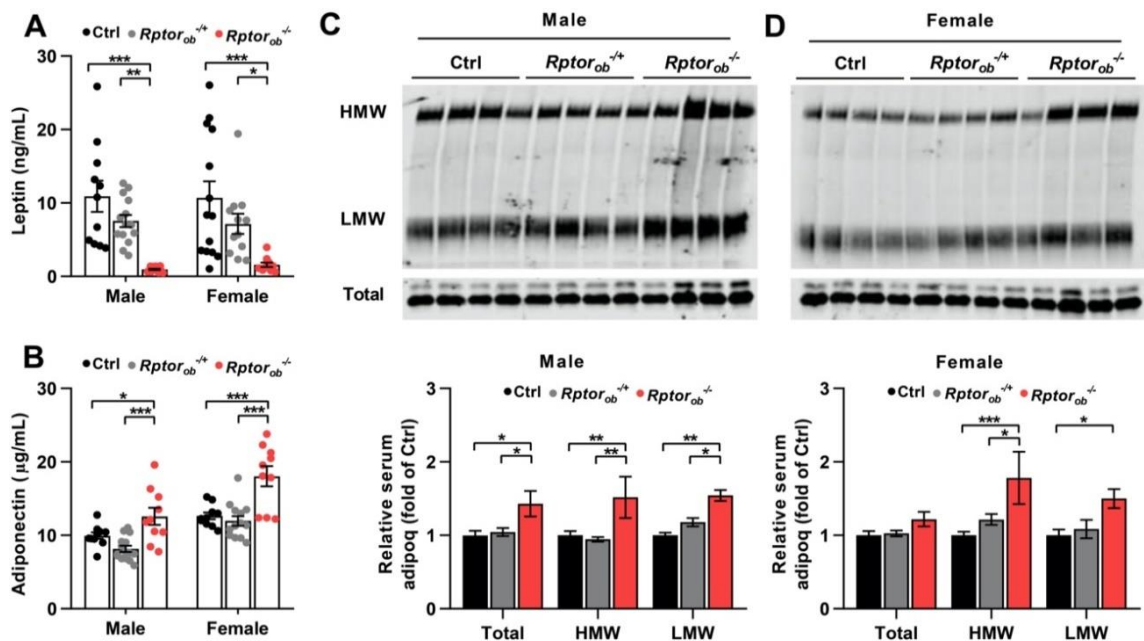 A
Ctrl Rptor_ob^-/+ Rptor_ob^-/-
Leptin (ng/mL)
30
20
10
0
*** ** *** *
Male Female
B
Ctrl Rptor_ob^-/+ Rptor_ob^-/-
Adiponectin (µg/mL)
30
20
10
0
* *** *** ***
Male Female
C
Male
Ctrl Rptor_ob^-/+ Rptor_ob^-/-
HMW
LMW
Total
Male
Ctrl Rptor_ob^-/+ Rptor_ob^-/-
Relative serum
adipoq (fold of Ctrl)
3
2
1
0
* * ** ** ** *
Total HMW LMW
D
Female
Ctrl Rptor_ob^-/+ Rptor_ob^-/-
Female
Ctrl Rptor_ob^-/+ Rptor_ob^-/-
Relative serum
adipoq (fold of Ctrl)
3
2
1
0
*** * *
Total HMW LMW